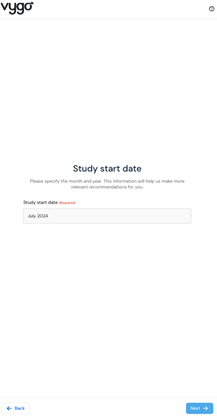 vygo
Study start date
Please specify the month and year. This information will help us make more
relevant recommendations for you.
Study start date (Required)
July 2024
Back
Next